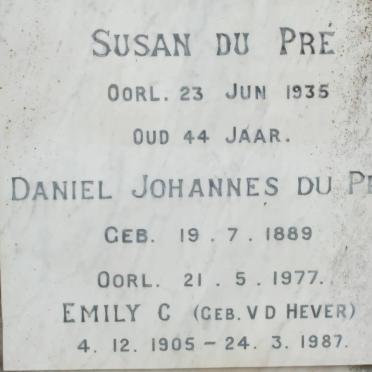 SUSAN DU PRÉ
OORL. 23 JUN 1935
OUD 44 JAAR.
DANIEL JOHANNES DU
GEB. 19.7.1889
OORL. 21.5.1977.
EMILY C (GEB. V D HEVER)
4.12.1905 – 24.3.1987.